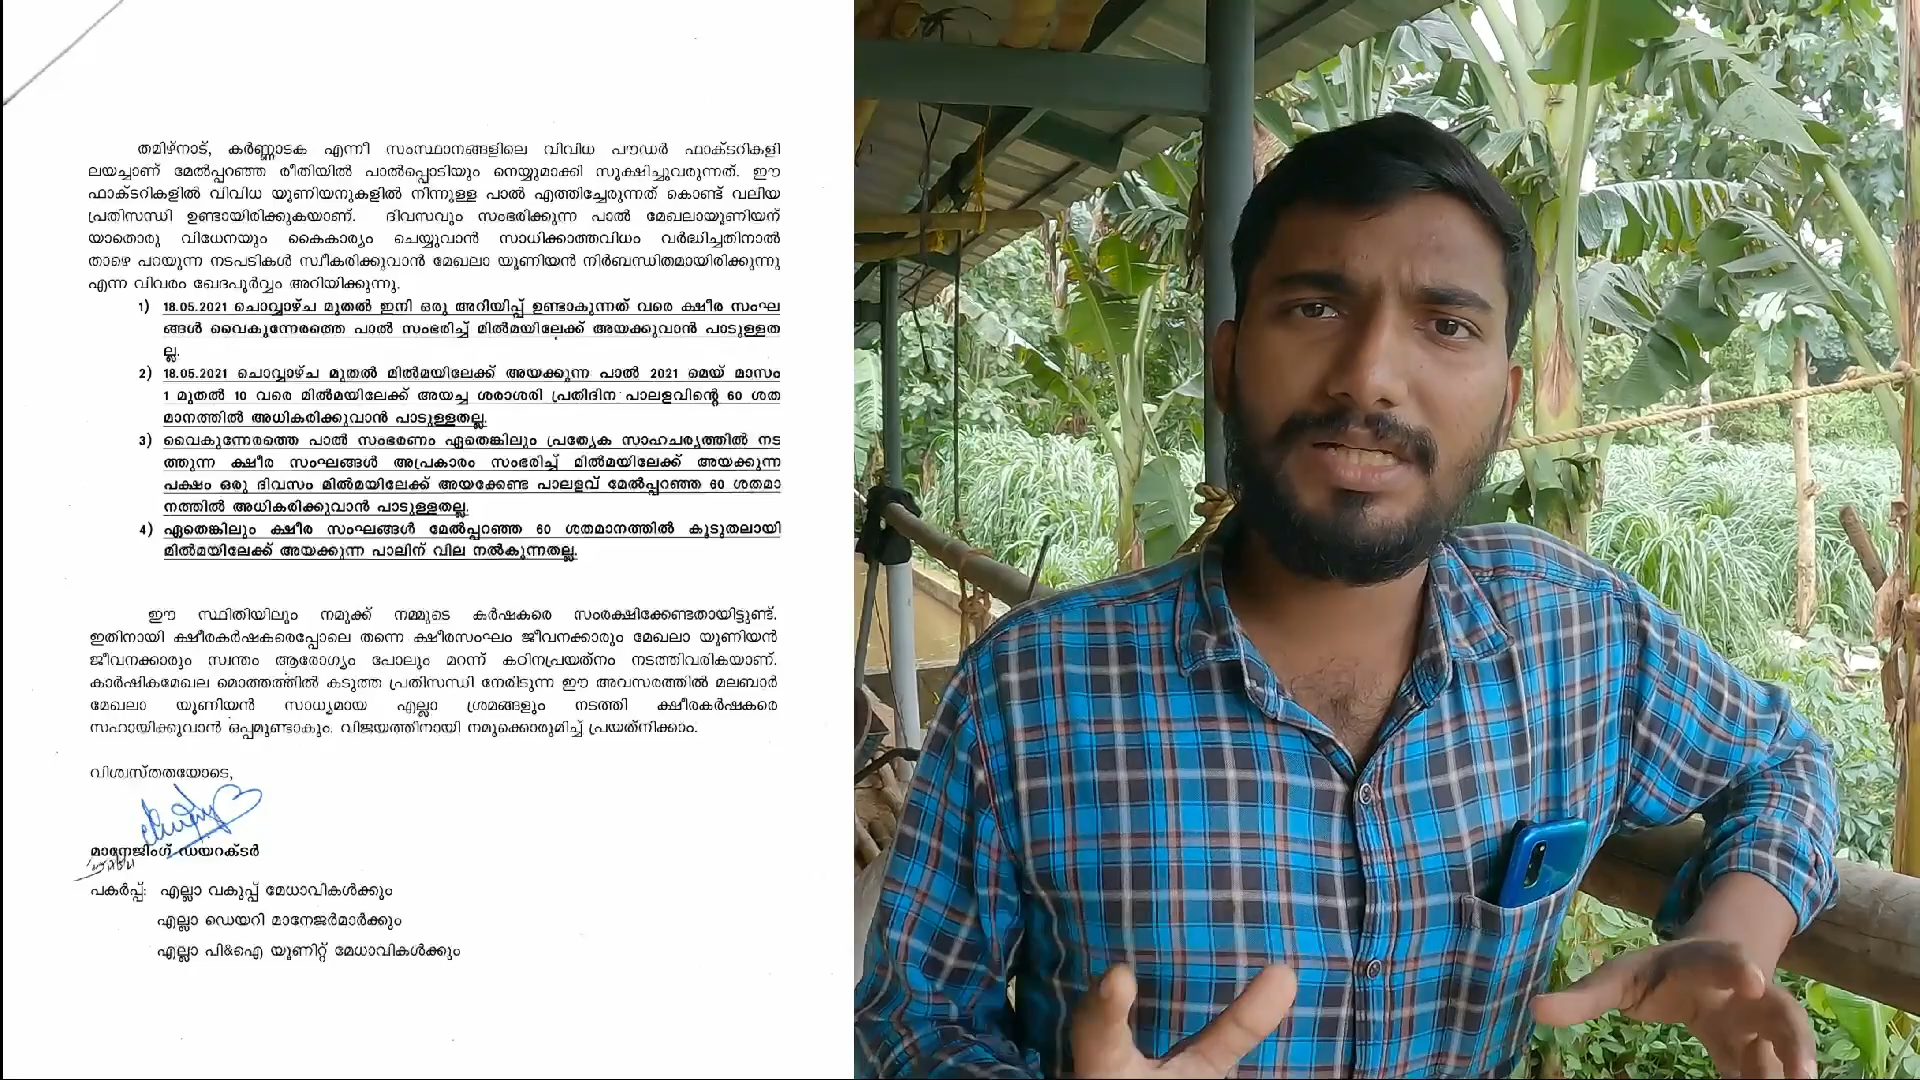 തമിഴ്നാട്, കർണ്ണാടക എന്നീ സംസ്ഥാനങ്ങളിലെ വിവിധ പൗഡർ ഫാക്ടറികളി
ലയച്ചാണ് മേൽപ്പറഞ്ഞ രീതിയിൽ പാൽപ്പൊടിയും നെയ്യുമാക്കി സൂക്ഷിച്ചുവരുന്നത്. ഈ
ഫാക്ടറികളിൽ വിവിധ യൂണിയനുകളിൽ നിന്നുള്ള പാൽ എത്തിച്ചേരുന്നത് കൊണ്ട് വലിയ
പ്രതിസന്ധി ഉണ്ടായിരിക്കുകയാണ്. ദിവസവും സംഭരിക്കുന്ന പാൽ മേഖലായൂണിയന്
യാതൊരു വിധേനയും കൈകാര്യം ചെയ്യുവാൻ സാധിക്കാത്തവിധം വർദ്ധിച്ചതിനാൽ
താഴെ പറയുന്ന നടപടികൾ സ്വീകരിക്കുവാൻ മേഖലാ യൂണിയൻ നിർബന്ധിതമായിരിക്കുന്നു
എന്ന വിവരം ഖേദപൂർവ്വം അറിയിക്കുന്നു.
1) 18.05.2021 ചൊവ്വാഴ്ച മുതൽ ഇനി ഒരു അറിയിപ്പ് ഉണ്ടാകുന്നത് വരെ ക്ഷീര സംഘ
ങ്ങൾ വൈകുന്നേരത്തെ പാൽ സംഭരിച്ച് മിൽമയിലേക്ക് അയക്കുവാൻ പാടുള്ളത
ല്ല.
2) 18.05.2021 ചൊവ്വാഴ്ച മുതൽ മിൽമയിലേക്ക് അയക്കുന്ന പാൽ 2021 മെയ് മാസം
1 മുതൽ 10 വരെ മിൽമയിലേക്ക് അയച്ച ശരാശരി പ്രതിദിന പാലളവിന്റെ 60 ശത
മാനത്തിൽ അധികരിക്കുവാൻ പാടുള്ളതല്ല.
3) വൈകുന്നേരത്തെ പാൽ സംഭരണം ഏതെങ്കിലും പ്രത്യേക സാഹചര്യത്തിൽ നട
ത്തുന്ന ക്ഷീര സംഘങ്ങൾ അപ്രകാരം സംഭരിച്ച് മിൽമയിലേക്ക് അയക്കുന്ന
പക്ഷം ഒരു ദിവസം മിൽമയിലേക്ക് അയക്കേണ്ട പാലളവ് മേൽപ്പറഞ്ഞ 60 ശതമാ
നത്തിൽ അധികരിക്കുവാൻ പാടുള്ളതല്ല.
4) ഏതെങ്കിലും ക്ഷീര സംഘങ്ങൾ മേൽപ്പറഞ്ഞ 60 ശതമാനത്തിൽ കൂടുതലായി
മിൽമയിലേക്ക് അയക്കുന്ന പാലിന് വില നൽകുന്നതല്ല.
ഈ സ്ഥിതിയിലും നമുക്ക് നമ്മുടെ കർഷകരെ സംരക്ഷിക്കേണ്ടതായിട്ടുണ്ട്.
ഇതിനായി ക്ഷീരകർഷകരെപ്പോലെ തന്നെ ക്ഷീരസംഘം ജീവനക്കാരും മേഖലാ യൂണിയൻ
ജീവനക്കാരും സ്വന്തം ആരോഗ്യം പോലും മറന്ന് കഠിനപ്രയത്നം നടത്തിവരികയാണ്.
കാർഷികമേഖല മൊത്തത്തിൽ കടുത്ത പ്രതിസന്ധി നേരിടുന്ന ഈ അവസരത്തിൽ മലബാർ
മേഖലാ യൂണിയൻ സാധ്യമായ എല്ലാ ശ്രമങ്ങളും നടത്തി ക്ഷീരകർഷകരെ
സഹായിക്കുവാൻ ഒപ്പമുണ്ടാകും. വിജയത്തിനായി നമുക്കൊരുമിച്ച് പ്രയത്നിക്കാം.
വിശ്വസ്തതയോടെ,
മാനേജിംഗ് ഡയറക്ടർ
പകർപ്പ്: എല്ലാ വകുപ്പ് മേധാവികൾക്കും
എല്ലാ ഡെയറി മാനേജർമാർക്കും
എല്ലാ പി&ഐ യൂണിറ്റ് മേധാവികൾക്കും